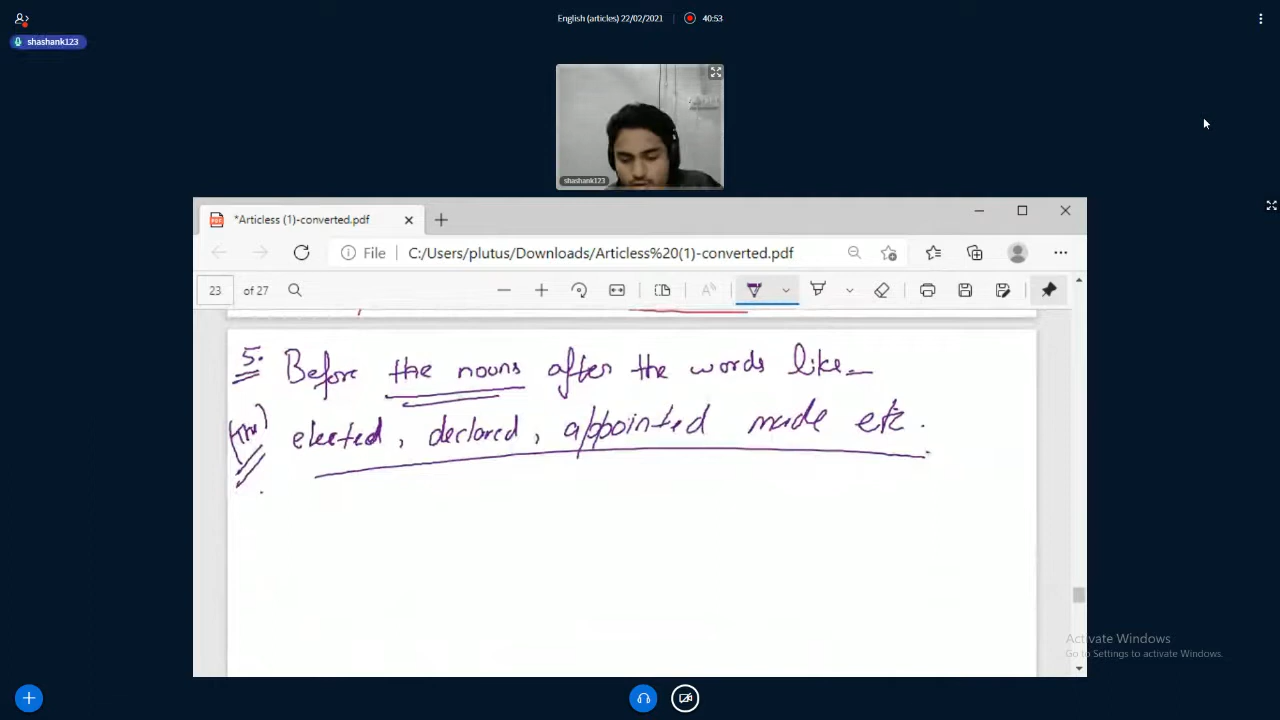 English (articles) 22/02/2021 40:53
shashank123
shashank123
*Articless (1)-converted.pdf
File C:/Users/plutus/Downloads/Articless%20(1)-converted.pdf
23 of 27
5. Before the nouns after the words like -
elected, declared, appointed made etc.
Activate Windows
Go to Settings to activate Windows.